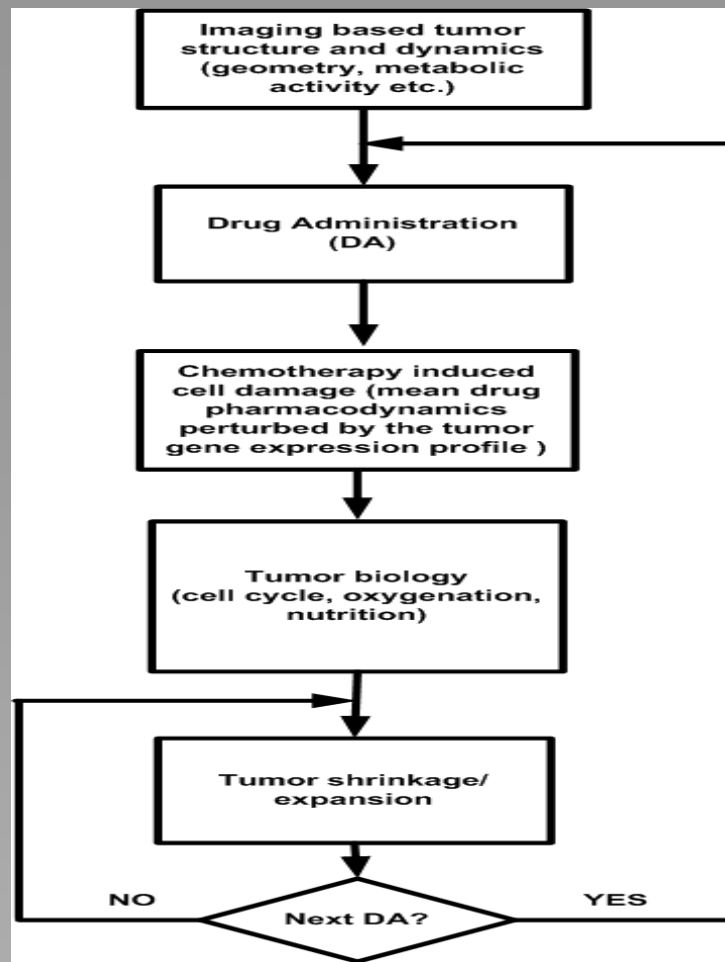 Imaging based tumor
structure and dynamics
(geometry, metabolic
activity etc.)
Drug Administration
(DA)
Chemotherapy induced
cell damage (mean drug
pharmacodynamics
perturbed by the tumor
gene expression profile )
Tumor biology
(cell cycle, oxygenation,
nutrition)
Tumor shrinkage/
expansion
NO
Next DA?
YES